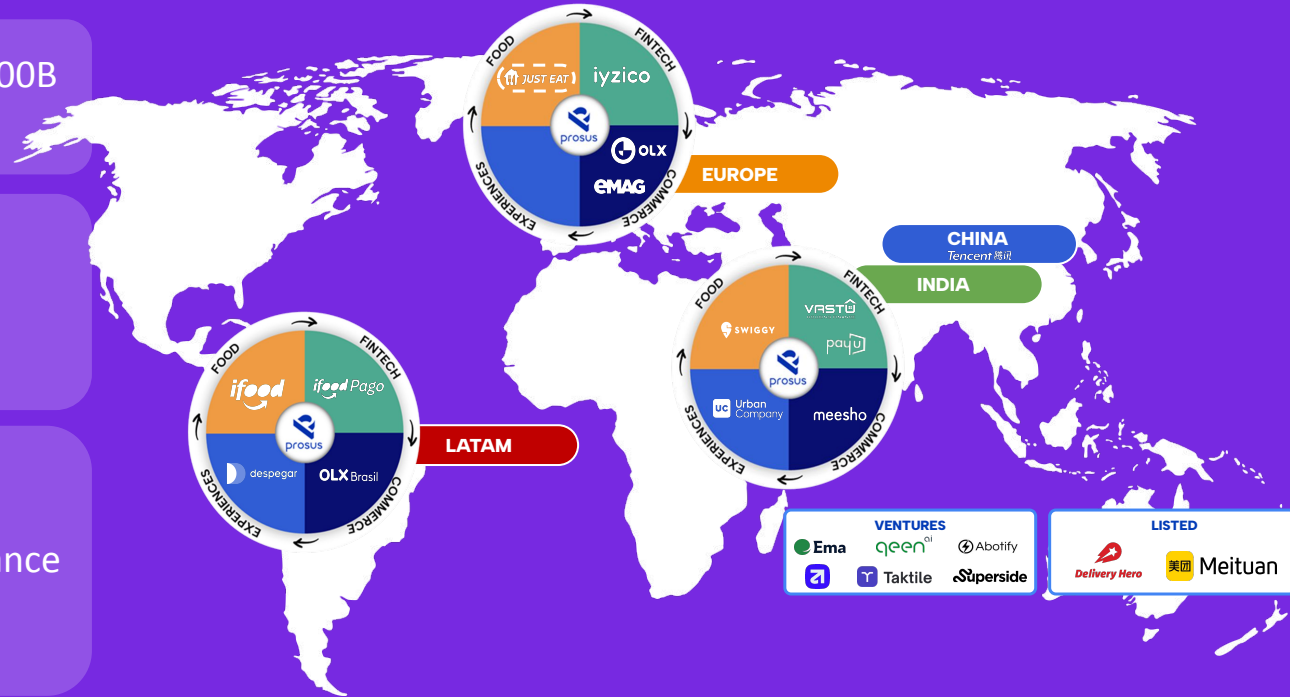 00B
ance
FOOD
FINTECH
JUST EAT
iyzico
prosus
OLX
eMAG
EXPERIENCES
COMMERCE
EUROPE
CHINA
Tencent 腾讯
INDIA
FOOD
FINTECH
SWIGGY
VASTU
payU
prosus
UC Urban
Company
meesho
EXPERIENCES
COMMERCE
FOOD
FINTECH
ifood
ifood Pago
prosus
despegar
OLX Brasil
EXPERIENCES
COMMERCE
LATAM
VENTURES
Ema
qeen ai
Abotify
Taktile
Superside
LISTED
Delivery Hero
美团 Meituan